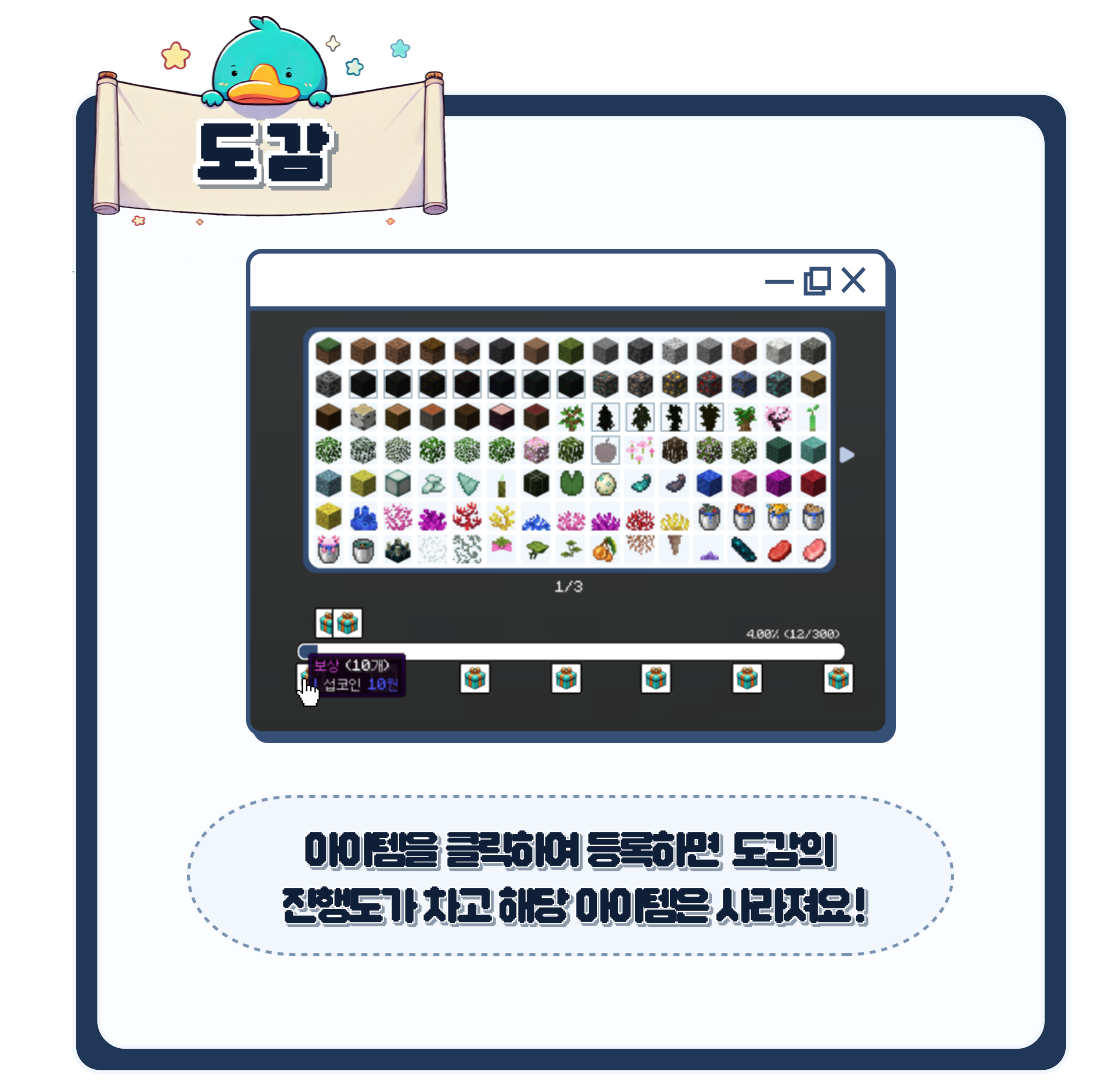 도감
1/3
4.00% (12/300)
보상 (10개)
섭코인 10원
아이템을 클릭하여 등록하면 도감의
진행도가 차고 해당 아이템은 사라져요!